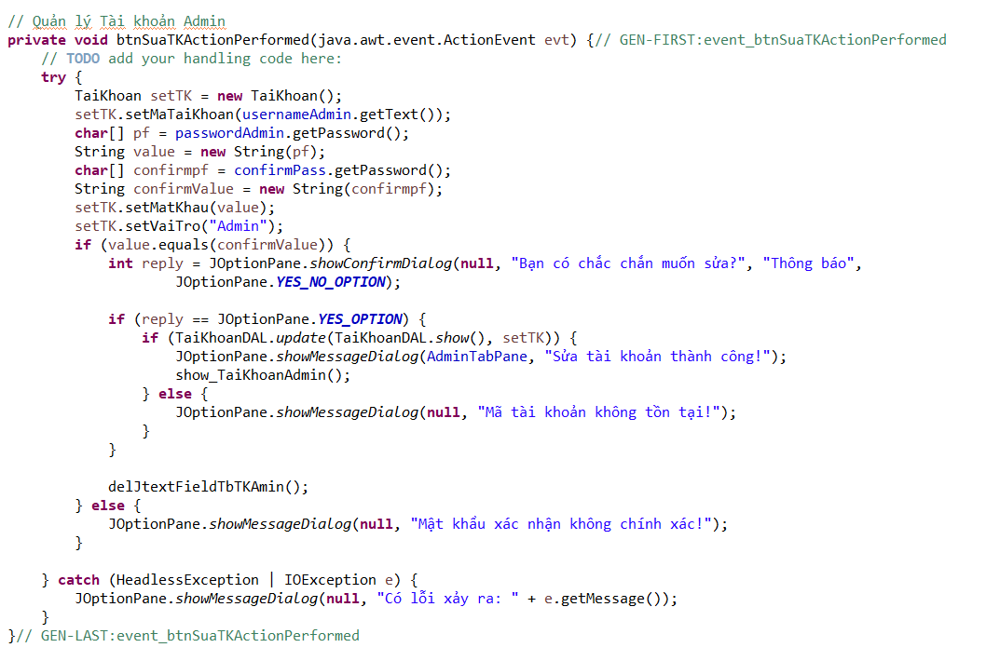 // Quản lý Tài khoản Admin
private void btnSuaTKActionPerformed(java.awt.event.ActionEvent evt) {// GEN-FIRST:event_btnSuaTKActionPerformed
    // TODO add your handling code here:
    try {
        TaiKhoan setTK = new TaiKhoan();
        setTK.setMaTaiKhoan(usernameAdmin.getText());
        char[] pf = passwordAdmin.getPassword();
        String value = new String(pf);
        char[] confirmpf = confirmPass.getPassword();
        String confirmValue = new String(confirmpf);
        setTK.setMatKhau(value);
        setTK.setVaiTro("Admin");
        if (value.equals(confirmValue)) {
            int reply = JOptionPane.showConfirmDialog(null, "Bạn có chắc chắn muốn sửa?", "Thông báo",
                    JOptionPane.YES_NO_OPTION);

            if (reply == JOptionPane.YES_OPTION) {
                if (TaiKhoanDAL.update(TaiKhoanDAL.show(), setTK)) {
                    JOptionPane.showMessageDialog(AdminTabPane, "Sửa tài khoản thành công!");
                    show_TaiKhoanAdmin();
                } else {
                    JOptionPane.showMessageDialog(null, "Mã tài khoản không tồn tại!");
                }
            }

            delJtextFieldTbTKAmin();
        } else {
            JOptionPane.showMessageDialog(null, "Mật khẩu xác nhận không chính xác!");
        }

    } catch (HeadlessException | IOException e) {
        JOptionPane.showMessageDialog(null, "Có lỗi xảy ra: " + e.getMessage());
    }
}// GEN-LAST:event_btnSuaTKActionPerformed